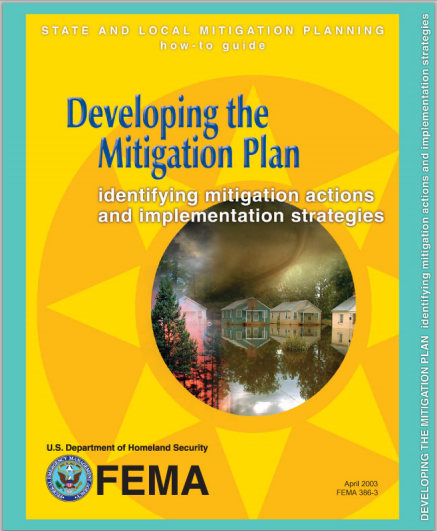 STATE AND LOCAL MITIGATION PLANNING
how-to guide
Developing the
Mitigation Plan
identifying mitigation actions
and implementation strategies
U.S. Department of Homeland Security
FEMA
April 2003
FEMA 386-3
DEVELOPING THE MITIGATION PLAN identifying mitigation actions and implementation strategies